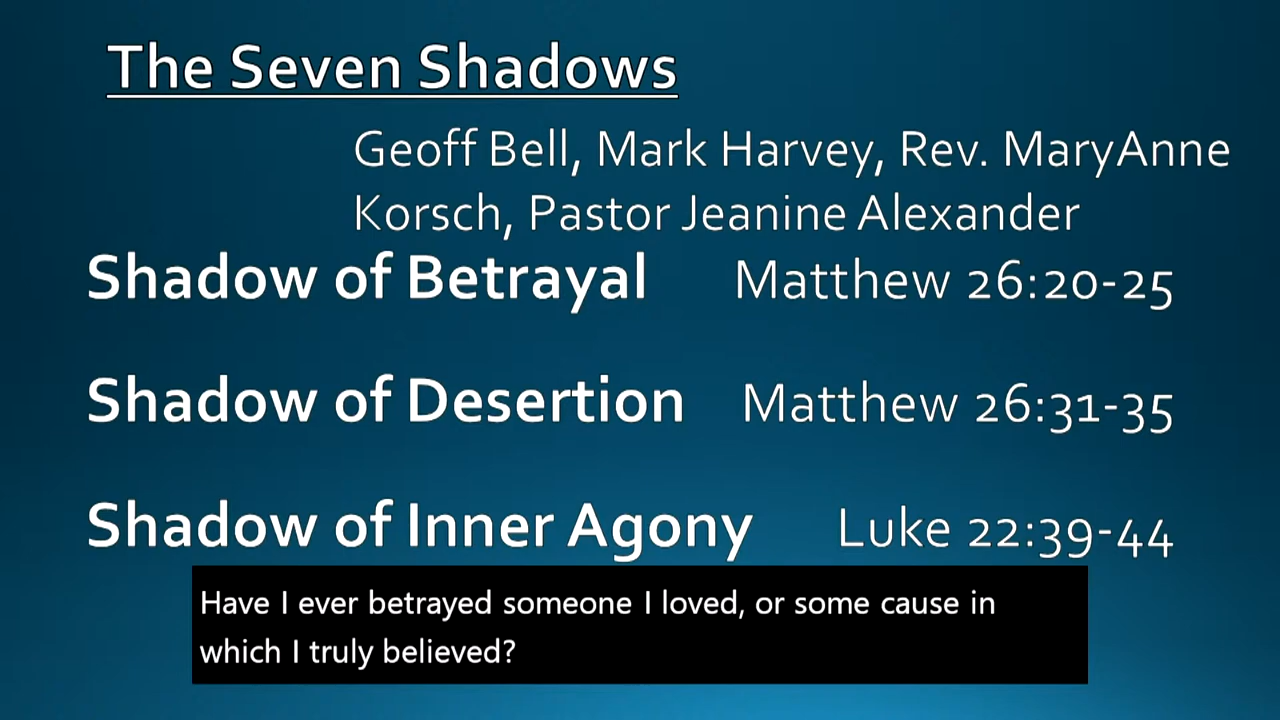 The Seven Shadows
Geoff Bell, Mark Harvey, Rev. MaryAnne
Korsch, Pastor Jeanine Alexander
Shadow of Betrayal Matthew 26:20-25
Shadow of Desertion Matthew 26:31-35
Shadow of Inner Agony Luke 22:39-44
Have I ever betrayed someone I loved, or some cause in
which I truly believed?